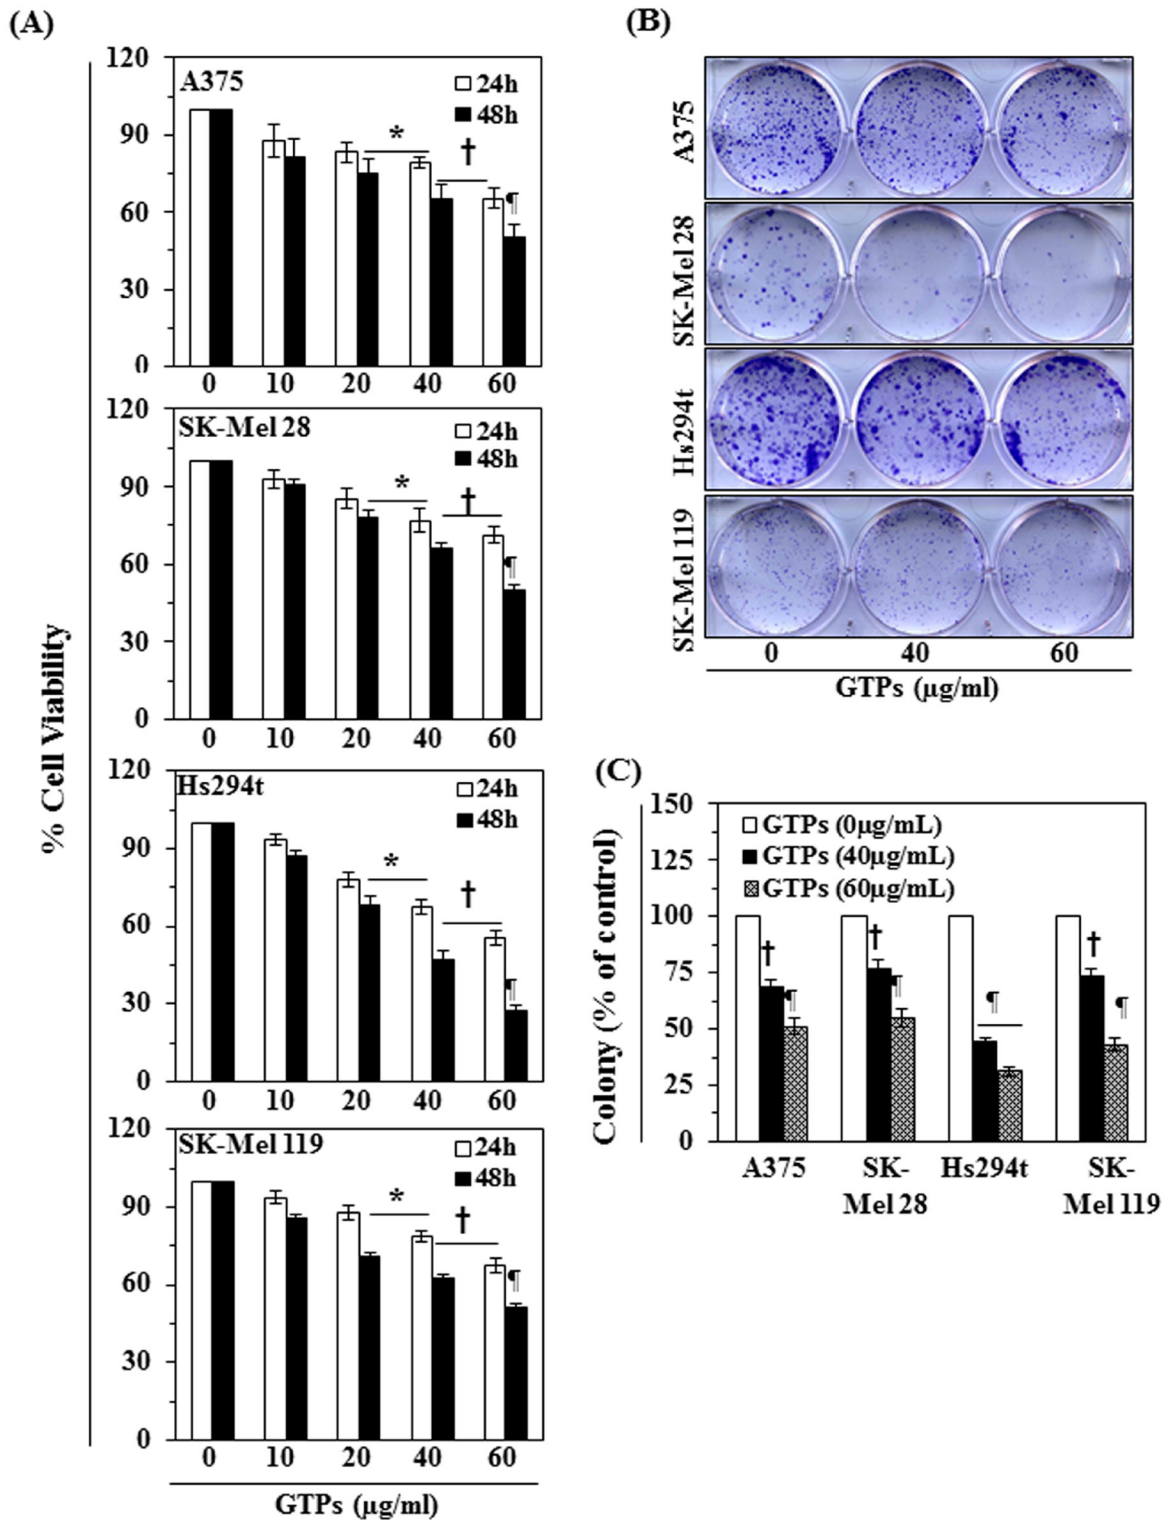 (A)
% Cell Viability
120
90
60
30
0
A375
24h
48h
*
†
¶
0 10 20 40 60
120
90
60
30
0
SK-Mel 28
24h
48h
*
†
¶
0 10 20 40 60
120
90
60
30
0
Hs294t
24h
48h
*
†
¶
0 10 20 40 60
120
90
60
30
0
SK-Mel 119
24h
48h
*
†
¶
0 10 20 40 60
GTPs (µg/ml)
(B)
A375
SK-Mel 28
Hs294t
SK-Mel 119
0 40 60
GTPs (µg/ml)
(C)
Colony (% of control)
150
125
100
75
50
25
0
GTPs (0µg/mL)
GTPs (40µg/mL)
GTPs (60µg/mL)
† ¶
† ¶
¶
† ¶
A375 SK- Hs294t SK-
Mel 28 Mel 119